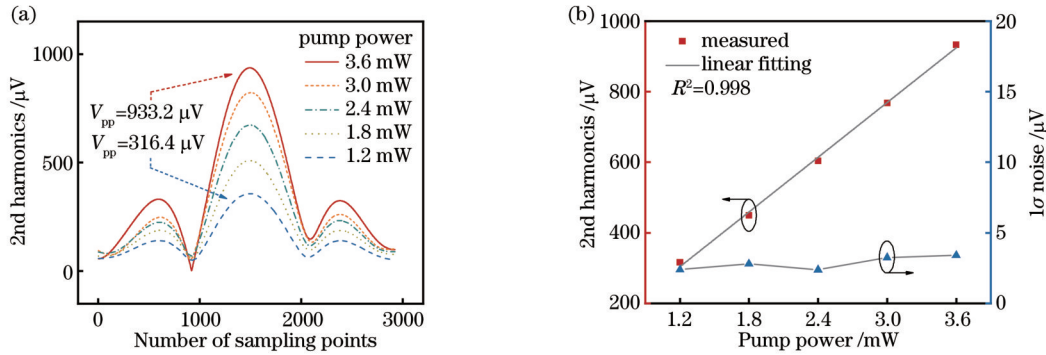 (a)
2nd harmonics /μV
1000
500
0
0
1000
2000
3000
Number of sampling points
pump power
3.6 mW
3.0 mW
2.4 mW
1.8 mW
1.2 mW
Vpp=933.2 μV
Vpp=316.4 μV
(b)
2nd harmoncis /μV
1000
800
600
400
200
measured
linear fitting
R²=0.998
20
15
10
5
0
1σ noise /μV
1.2
1.8
2.4
3.0
3.6
Pump power /mW